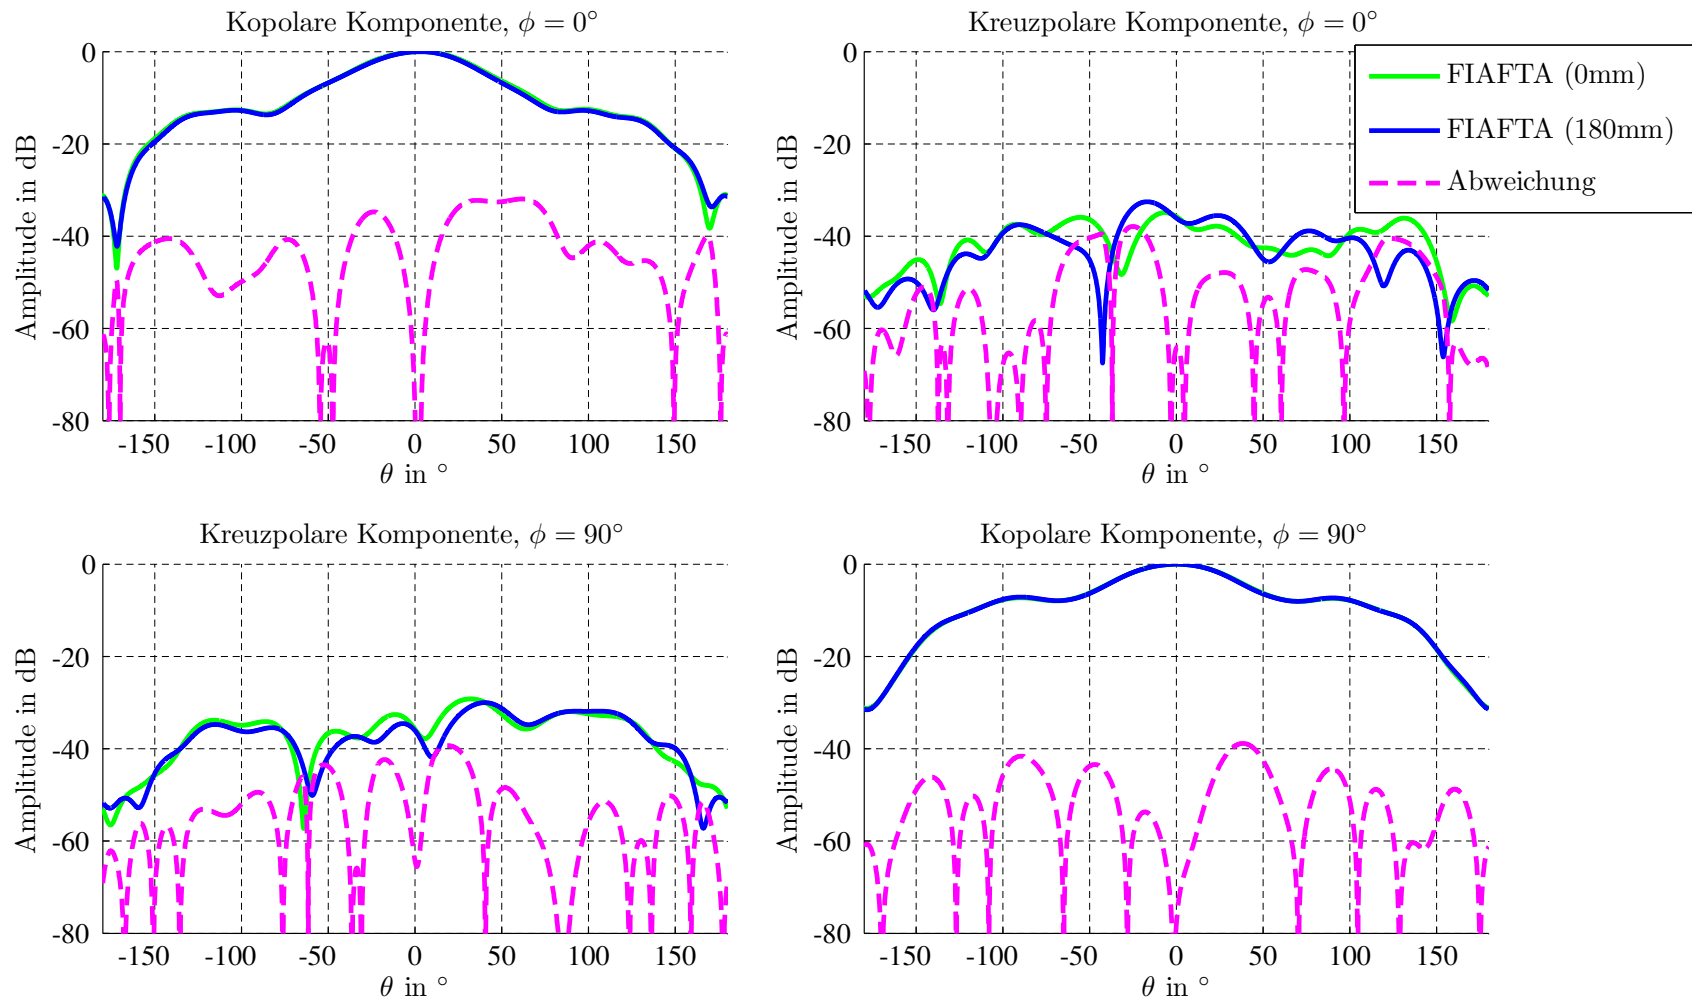 Kopolare Komponente, ϕ = 0°
0
-20
-40
-60
-80
Amplitude in dB
-150 -100 -50 0 50 100 150
θ in °
Kreuzpolare Komponente, ϕ = 0°
0
-20
-40
-60
-80
Amplitude in dB
-150 -100 -50 0 50 100 150
θ in °
FIAFTA (0mm)
FIAFTA (180mm)
Abweichung
Kreuzpolare Komponente, ϕ = 90°
0
-20
-40
-60
-80
Amplitude in dB
-150 -100 -50 0 50 100 150
θ in °
Kopolare Komponente, ϕ = 90°
0
-20
-40
-60
-80
Amplitude in dB
-150 -100 -50 0 50 100 150
θ in °